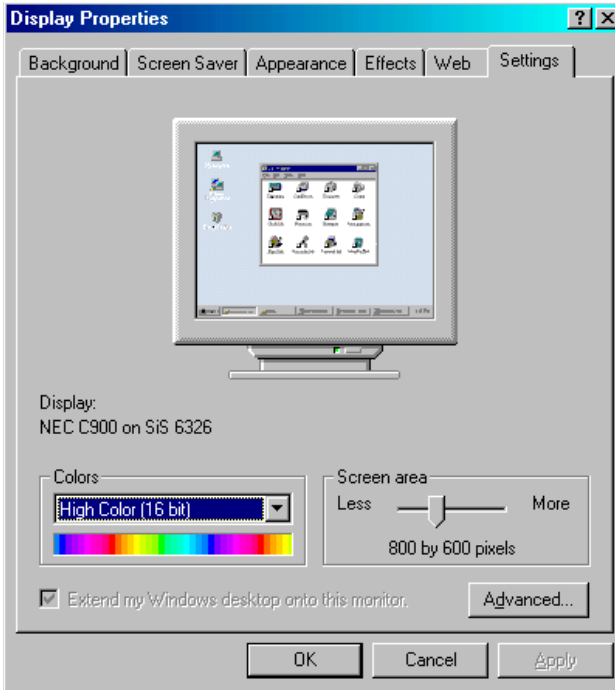 Display Properties
Background Screen Saver Appearance Effects Web Settings
Display:
NEC C900 on SiS 6326
Colors
High Color (16 bit)
Screen area
Less More
800 by 600 pixels
Extend my Windows desktop onto this monitor.
Advanced...
OK Cancel Apply